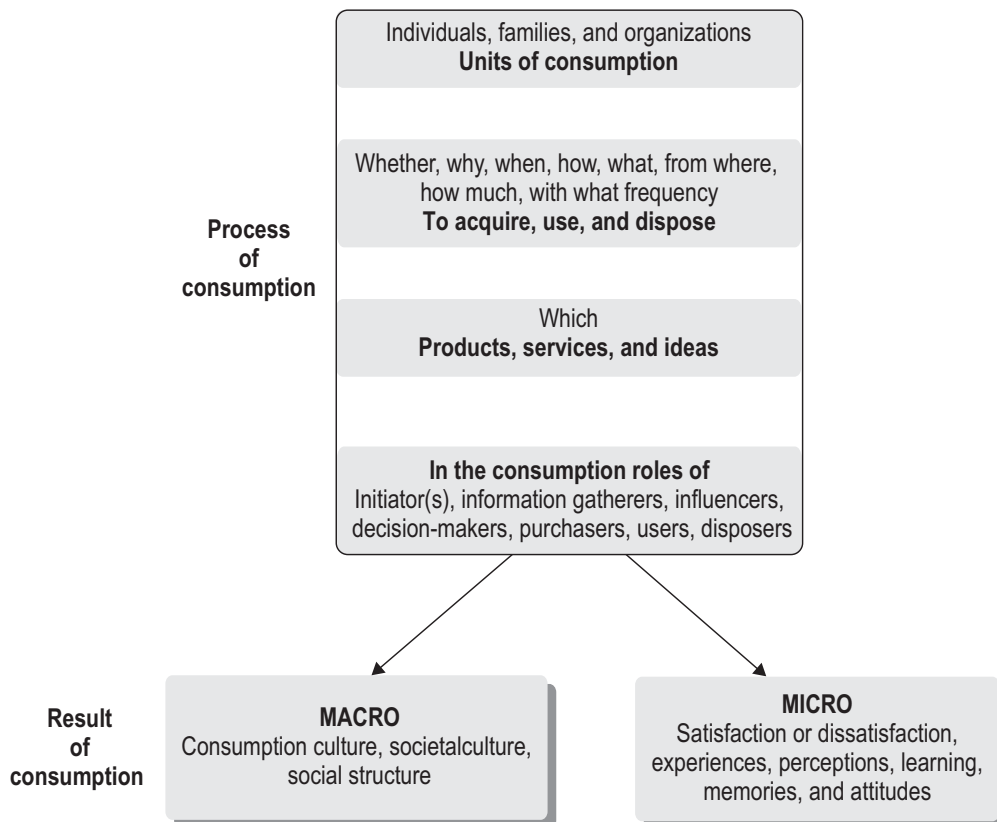 Individuals, families, and organizations
Units of consumption
Whether, why, when, how, what, from where,
how much, with what frequency
To acquire, use, and dispose
Process
of
consumption
Which
Products, services, and ideas
In the consumption roles of
Initiator(s), information gatherers, influencers,
decision-makers, purchasers, users, disposers
Result
of
consumption
MACRO
Consumption culture, societalculture,
social structure
MICRO
Satisfaction or dissatisfaction,
experiences, perceptions, learning,
memories, and attitudes